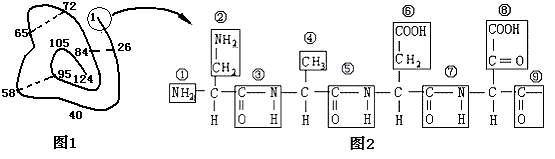 72
1
65
105
84
26
95
124
58
40
图1
② ⑥ ⑧
NH₂ COOH COOH
① CH₂ ③ ④ CH₃ ⑤ CH₂ ⑦ C=O ⑨
NH₂ C C N C C N C C N C C
H O H H O H H O H H O
图2